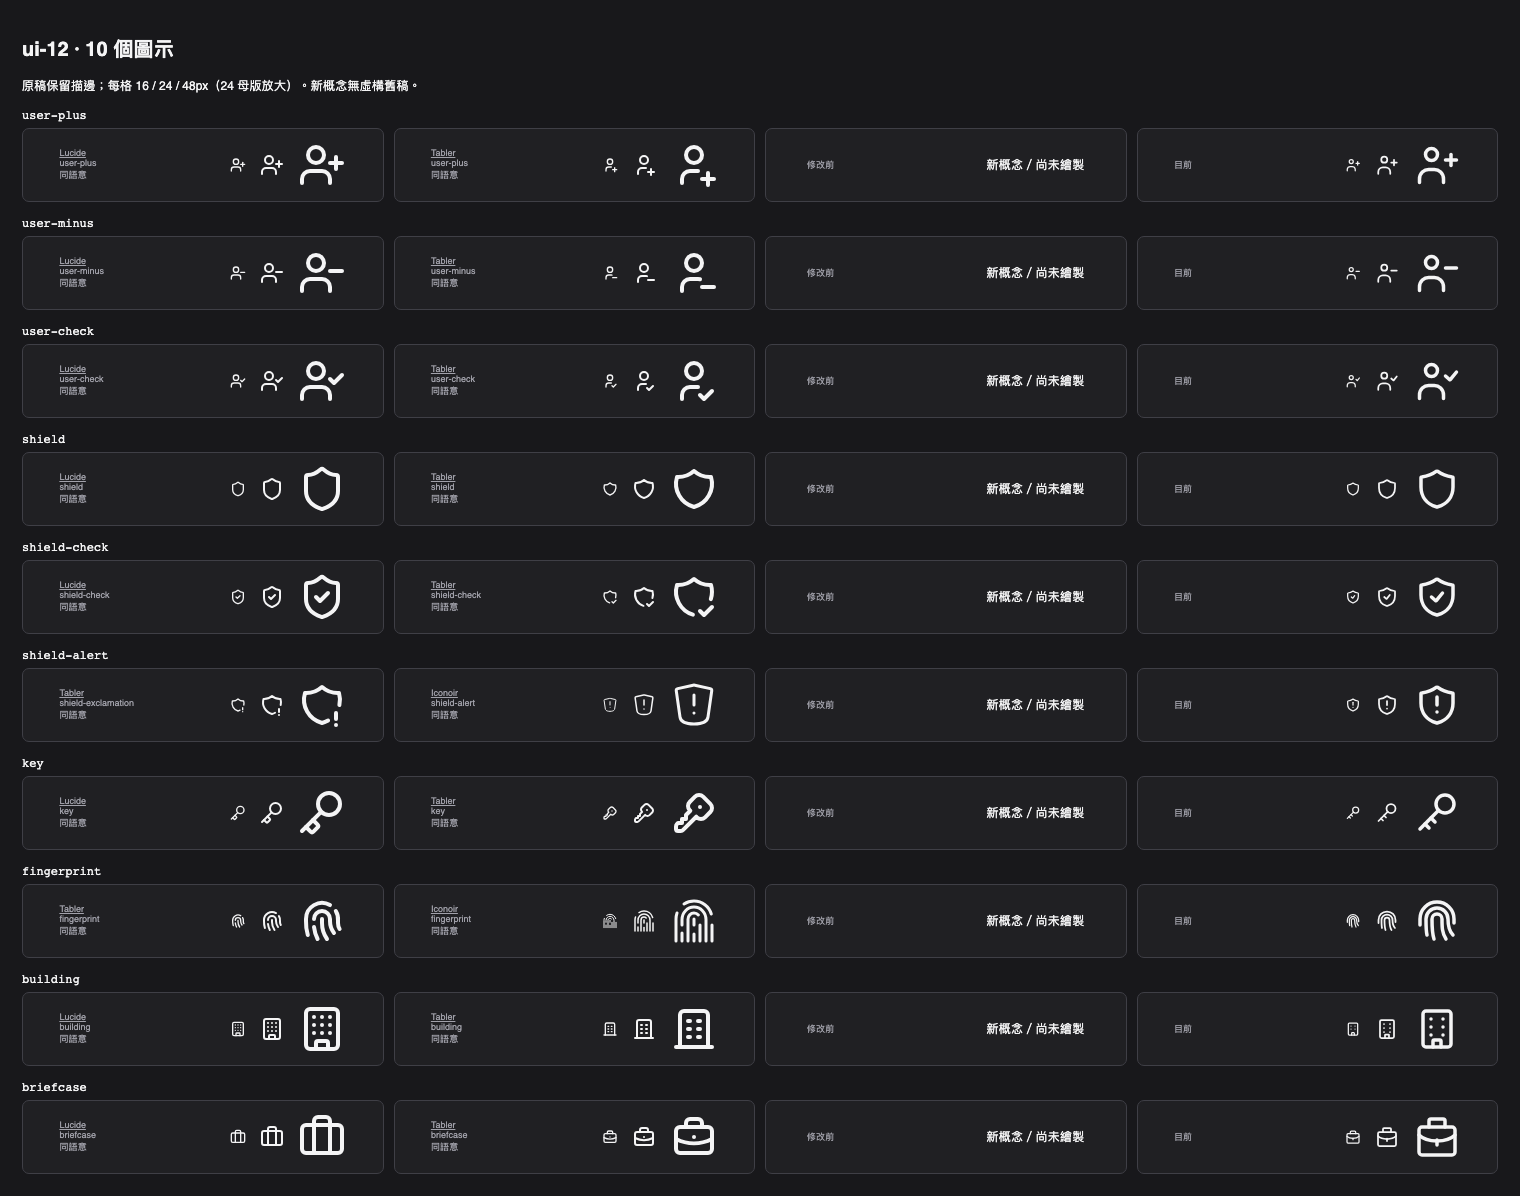 ui-12 · 10 個圖示
原稿保留描邊；每格 16 / 24 / 48px（24 母版放大）。新概念無虛構舊稿。
user-plus
Lucide
user-plus
同語意
Tabler
user-plus
同語意
修改前
新概念 / 尚未繪製
目前
user-minus
Lucide
user-minus
同語意
Tabler
user-minus
同語意
修改前
新概念 / 尚未繪製
目前
user-check
Lucide
user-check
同語意
Tabler
user-check
同語意
修改前
新概念 / 尚未繪製
目前
shield
Lucide
shield
同語意
Tabler
shield
同語意
修改前
新概念 / 尚未繪製
目前
shield-check
Lucide
shield-check
同語意
Tabler
shield-check
同語意
修改前
新概念 / 尚未繪製
目前
shield-alert
Tabler
shield-exclamation
同語意
Iconoir
shield-alert
同語意
修改前
新概念 / 尚未繪製
目前
key
Lucide
key
同語意
Tabler
key
同語意
修改前
新概念 / 尚未繪製
目前
fingerprint
Tabler
fingerprint
同語意
Iconoir
fingerprint
同語意
修改前
新概念 / 尚未繪製
目前
building
Lucide
building
同語意
Tabler
building
同語意
修改前
新概念 / 尚未繪製
目前
briefcase
Lucide
briefcase
同語意
Tabler
briefcase
同語意
修改前
新概念 / 尚未繪製
目前